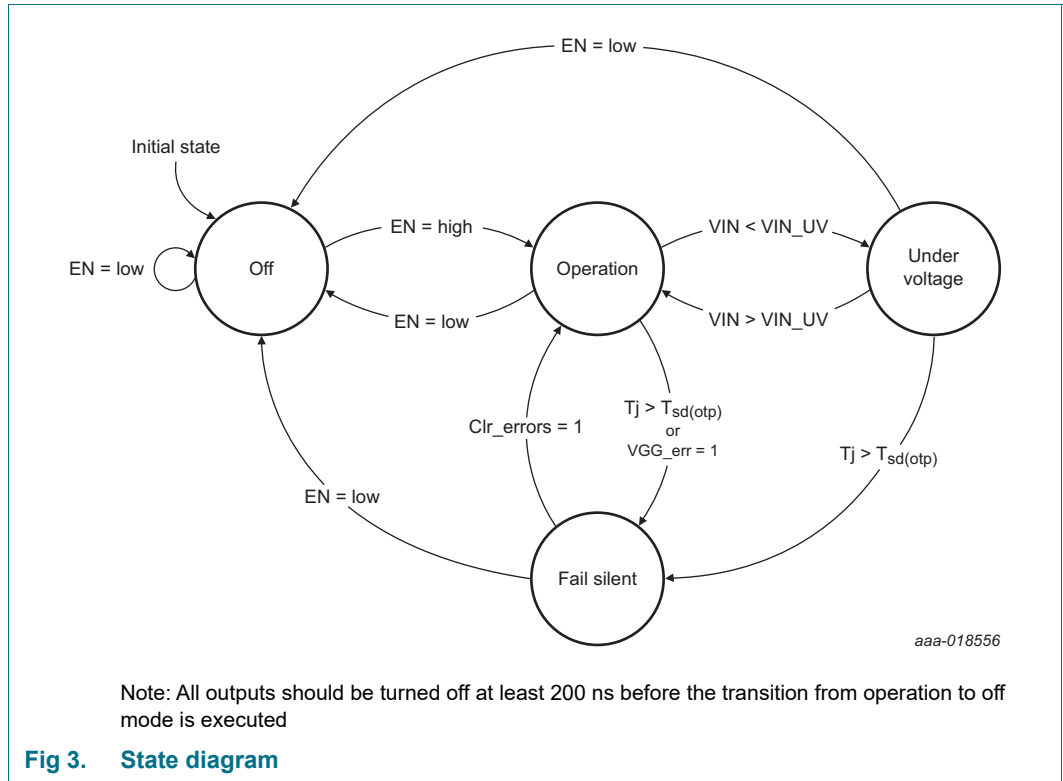 EN = low
Initial state
EN = high
VIN < VIN_UV
EN = low
Off
Operation
Under
voltage
EN = low
VIN > VIN_UV
Clr_errors = 1
Tj > Tsd(otp)
or
VGG_err = 1
Tj > Tsd(otp)
EN = low
Fail silent
aaa-018556
Note: All outputs should be turned off at least 200 ns before the transition from operation to off
mode is executed
Fig 3. State diagram